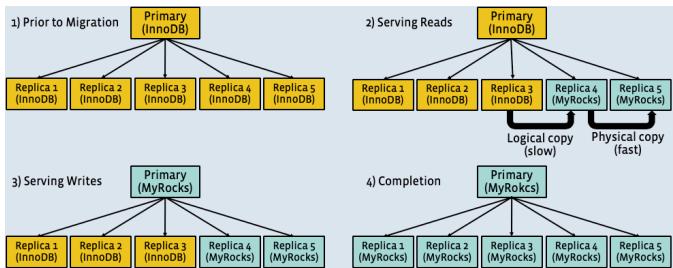 1) Prior to Migration
Primary
(InnoDB)
Replica 1
(InnoDB)
Replica 2
(InnoDB)
Replica 3
(InnoDB)
Replica 4
(InnoDB)
Replica 5
(InnoDB)
2) Serving Reads
Primary
(InnoDB)
Replica 1
(InnoDB)
Replica 2
(InnoDB)
Replica 3
(InnoDB)
Replica 4
(MyRocks)
Replica 5
(MyRocks)
Logical copy
(slow)
Physical copy
(fast)
3) Serving Writes
Primary
(MyRocks)
Replica 1
(InnoDB)
Replica 2
(InnoDB)
Replica 3
(InnoDB)
Replica 4
(MyRocks)
Replica 5
(MyRocks)
4) Completion
Primary
(MyRokcs)
Replica 1
(MyRocks)
Replica 2
(MyRocks)
Replica 3
(MyRocks)
Replica 4
(MyRocks)
Replica 5
(MyRocks)